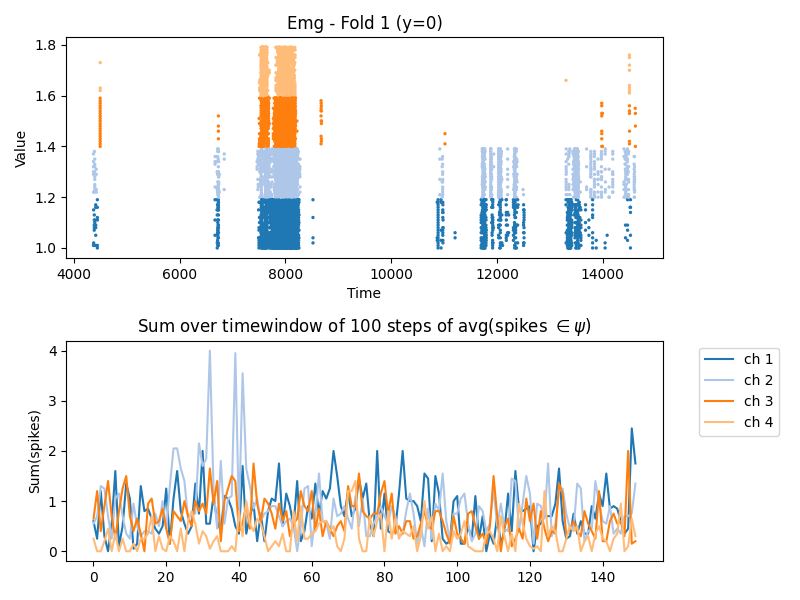 Emg - Fold 1 (y=0)
1.8
1.6
1.4
1.2
1.0
Value
4000 6000 8000 10000 12000 14000
Time
Sum over timewindow of 100 steps of avg(spikes ∈ ψ)
4
3
2
1
0
Sum(spikes)
0 20 40 60 80 100 120 140
ch 1
ch 2
ch 3
ch 4